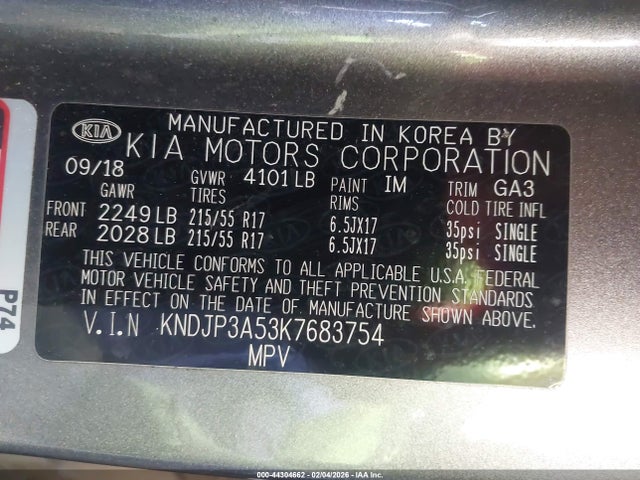 KIA
MANUFACTURED IN KOREA BY
KIA MOTORS CORPORATION
09/18 GVWR 4101 LB PAINT IM TRIM GA3
GAWR TIRES RIMS COLD TIRE INFL
FRONT 2249 LB 215/55 R17 6.5JX17 35psi SINGLE
REAR 2028 LB 215/55 R17 6.5JX17 35psi SINGLE
THIS VEHICLE CONFORMS TO ALL APPLICABLE U.S.A. FEDERAL
MOTOR VEHICLE SAFETY AND THEFT PREVENTION STANDARDS
IN EFFECT ON THE DATE OF MANUFACTURE SHOWN ABOVE.
V.I.N KNDJP3A53K7683754
MPV
P74
000-44304662 - 02/04/2026 - IAA Inc.